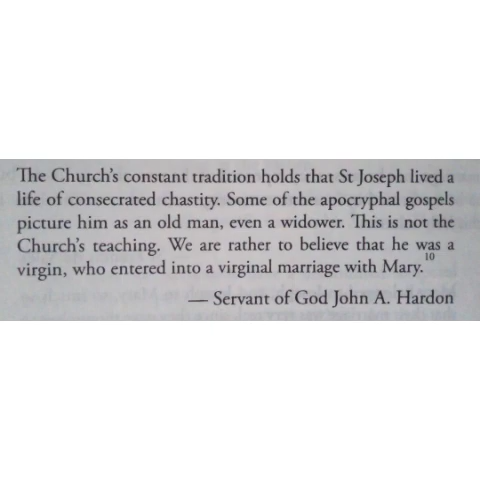 The Church's constant tradition holds that St Joseph lived a
life of consecrated chastity. Some of the apocryphal gospels
picture him as an old man, even a widower. This is not the
Church's teaching. We are rather to believe that he was a
virgin, who entered into a virginal marriage with Mary.10
— Servant of God John A. Hardon